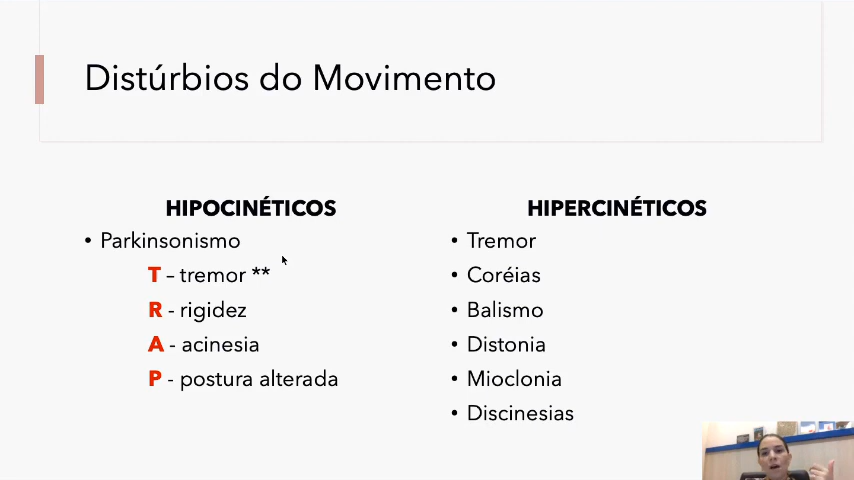 Distúrbios do Movimento
HIPOCINÉTICOS
• Parkinsonismo
T – tremor **
R - rigidez
A - acinesia
P - postura alterada
HIPERCINÉTICOS
• Tremor
• Coréias
• Balismo
• Distonia
• Mioclonia
• Discinesias